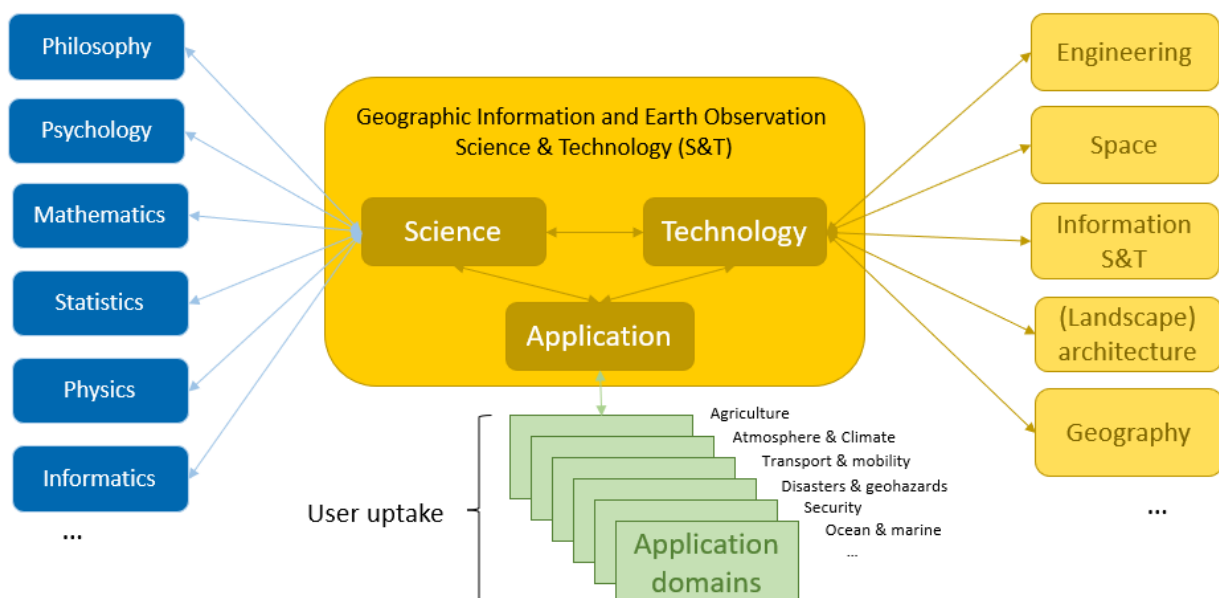 Philosophy
Psychology
Mathematics
Statistics
Physics
Informatics
...
Geographic Information and Earth Observation
Science & Technology (S&T)
Science
Technology
Application
Engineering
Space
Information
S&T
(Landscape)
architecture
Geography
...
User uptake
Agriculture
Atmosphere & Climate
Transport & mobility
Disasters & geohazards
Security
Ocean & marine
...
Application
domains